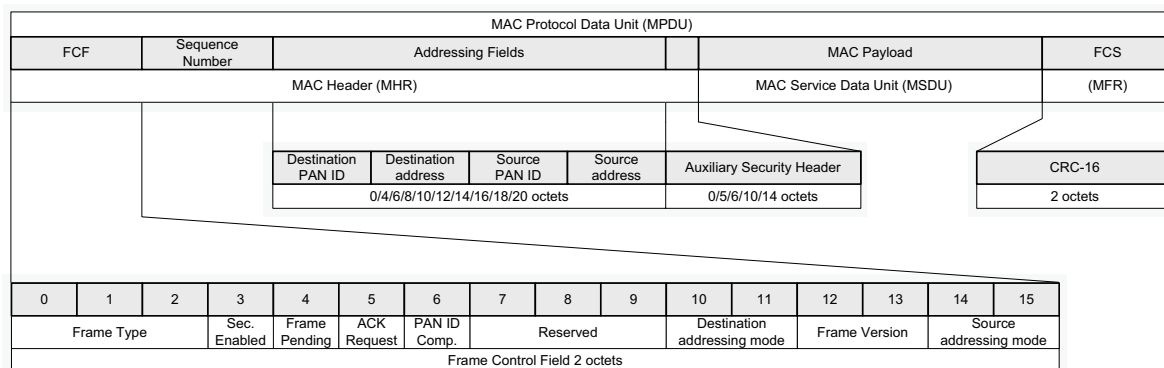 MAC Protocol Data Unit (MPDU)
FCF Sequence Number Addressing Fields MAC Payload FCS
MAC Header (MHR) MAC Service Data Unit (MSDU) (MFR)
Destination PAN ID Destination address Source PAN ID Source address Auxiliary Security Header CRC-16
0/4/6/8/10/12/14/16/18/20 octets 0/5/6/10/14 octets 2 octets
0 1 2 3 4 5 6 7 8 9 10 11 12 13 14 15
Frame Type Sec. Enabled Frame Pending ACK Request PAN ID Comp. Reserved Destination addressing mode Frame Version Source addressing mode
Frame Control Field 2 octets